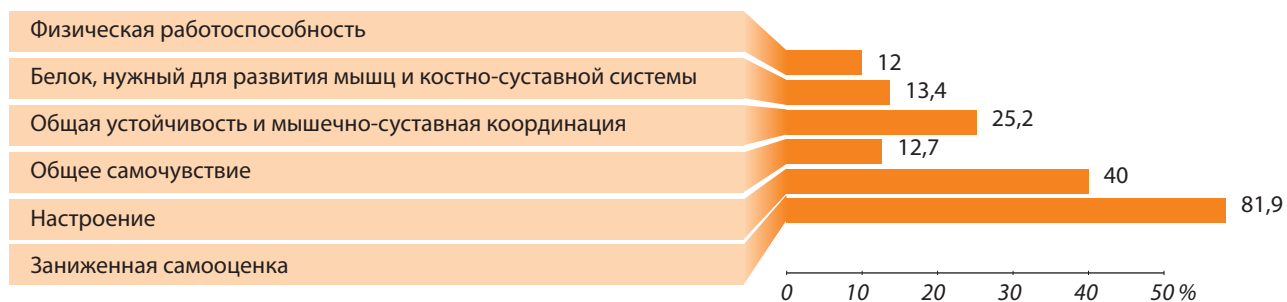 Физическая работоспособность
12
Белок, нужный для развития мышц и костно-суставной системы
13,4
Общая устойчивость и мышечно-суставная координация
25,2
12,7
Общее самочувствие
40
Настроение
81,9
Заниженная самооценка
0 10 20 30 40 50 %